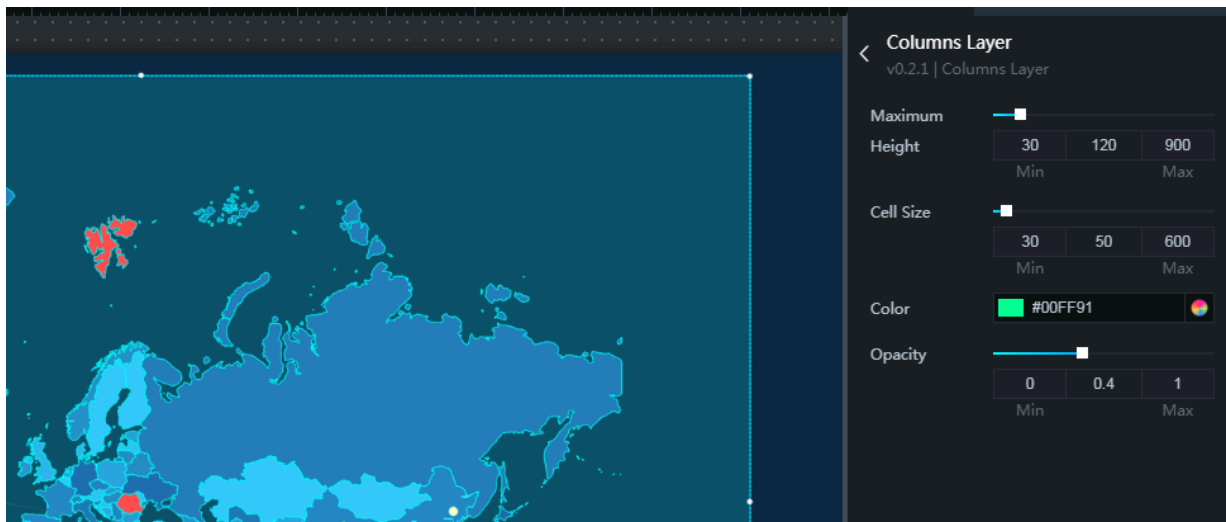 Columns Layer
v0.2.1 | Columns Layer
Maximum
Height
30 120 900
Min Max
Cell Size
30 50 600
Min Max
Color #00FF91
Opacity
0 0.4 1
Min Max